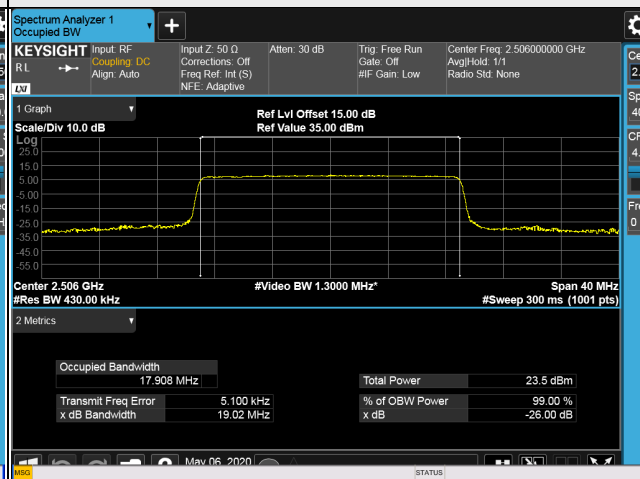 Spectrum Analyzer 1
Occupied BW
KEYSIGHT Input: RF Input Z: 50 Ω Atten: 30 dB Trig: Free Run Center Freq: 2.506000000 GHz
R L Coupling: DC Corrections: Off Gate: Off Avg|Hold: 1/1
Align: Auto Freq Ref: Int (S) #IF Gain: Low Radio Std: None
LXI NFE: Adaptive
1 Graph
Ref Lvl Offset 15.00 dB
Scale/Div 10.0 dB Ref Value 35.00 dBm
Log
25.0
15.0
5.00
-5.00
-15.0
-25.0
-35.0
-45.0
-55.0
Center 2.506 GHz #Video BW 1.3000 MHz* Span 40 MHz
#Res BW 430.00 kHz #Sweep 300 ms (1001 pts)
2 Metrics
Occupied Bandwidth
17.908 MHz Total Power 23.5 dBm
Transmit Freq Error 5.100 kHz % of OBW Power 99.00 %
x dB Bandwidth 19.02 MHz x dB -26.00 dB
May 06, 2020
MSG STATUS